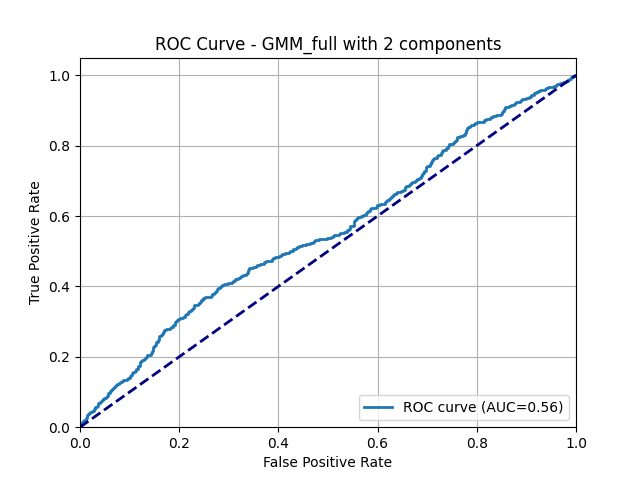 ROC Curve - GMM_full with 2 components
1.0
0.8
0.6
0.4
0.2
0.0
True Positive Rate
ROC curve (AUC=0.56)
0.0 0.2 0.4 0.6 0.8 1.0
False Positive Rate